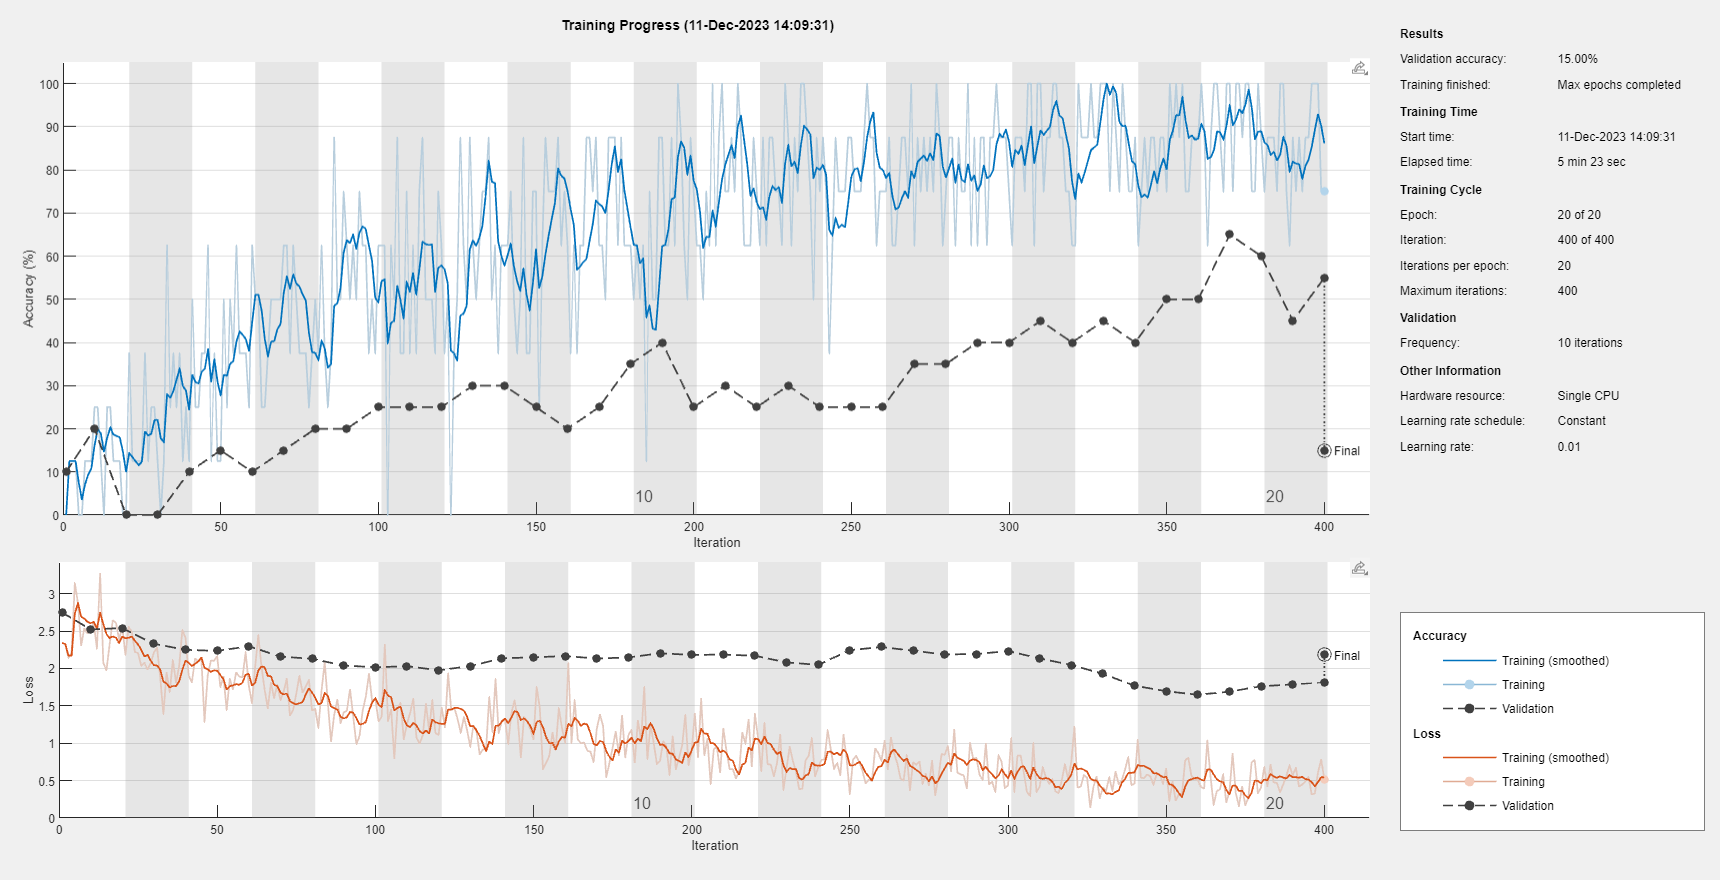 Training Progress (11-Dec-2023 14:09:31)
Accuracy (%)
100
90
80
70
60
50
40
30
20
10
0
10
20
Final
0
50
100
150
200
250
300
350
400
Iteration
Loss
3
2.5
2
1.5
1
0.5
0
10
20
Final
0
50
100
150
200
250
300
350
400
Iteration
Results
Validation accuracy: 15.00%
Training finished: Max epochs completed
Training Time
Start time: 11-Dec-2023 14:09:31
Elapsed time: 5 min 23 sec
Training Cycle
Epoch: 20 of 20
Iteration: 400 of 400
Iterations per epoch: 20
Maximum iterations: 400
Validation
Frequency: 10 iterations
Other Information
Hardware resource: Single CPU
Learning rate schedule: Constant
Learning rate: 0.01
Accuracy
Training (smoothed)
Training
Validation
Loss
Training (smoothed)
Training
Validation